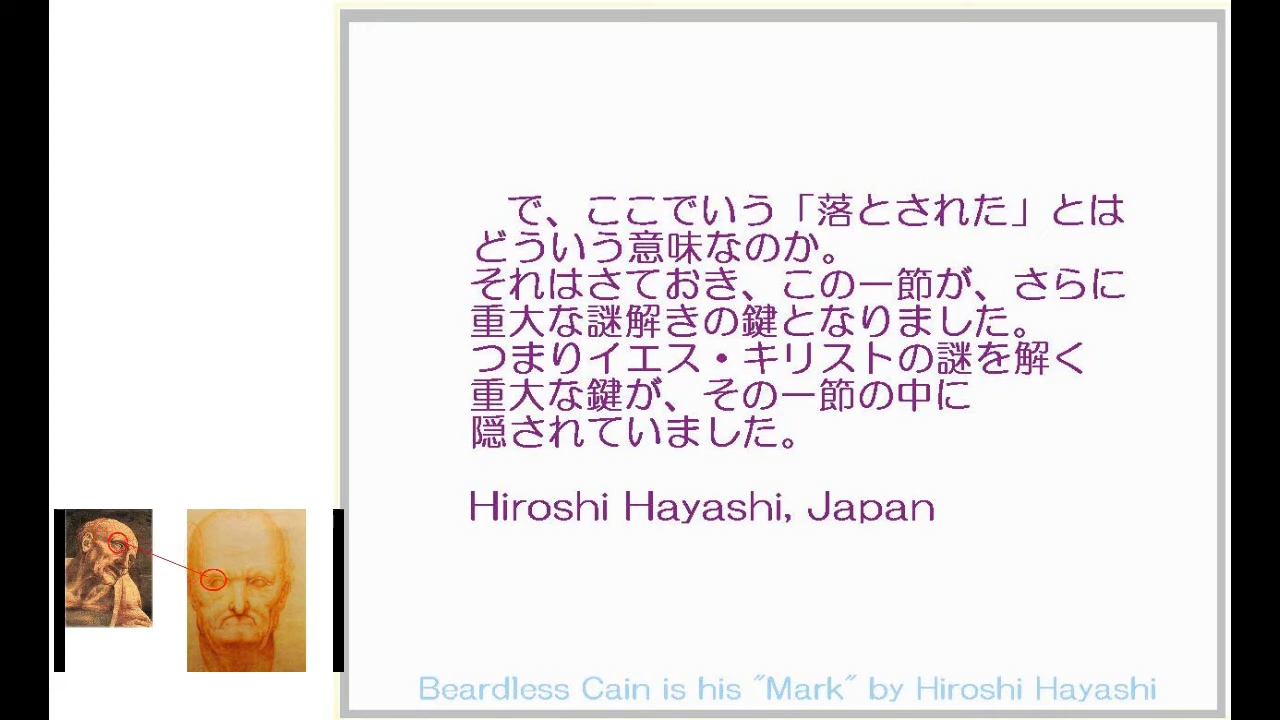 で、ここでいう「落とされた」とは
どういう意味なのか。
それはさておき、この一節が、さらに
重大な謎解きの鍵となりました。
つまりイエス・キリストの謎を解く
重大な鍵が、その一節の中に
隠されていました。
Hiroshi Hayashi, Japan
Beardless Cain is his "Mark" by Hiroshi Hayashi